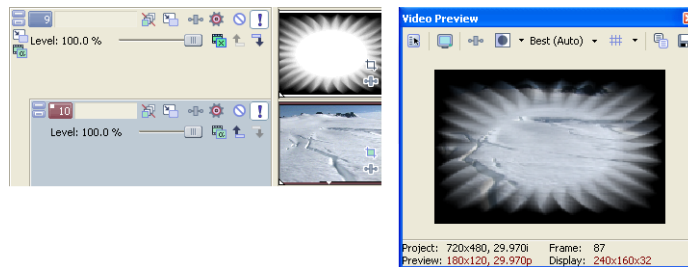 9
Level: 100.0 %
10
Level: 100.0 %
Video Preview
Best (Auto)
Project: 720x480, 29.970i Frame: 87
Preview: 180x120, 29.970p Display: 240x160x32